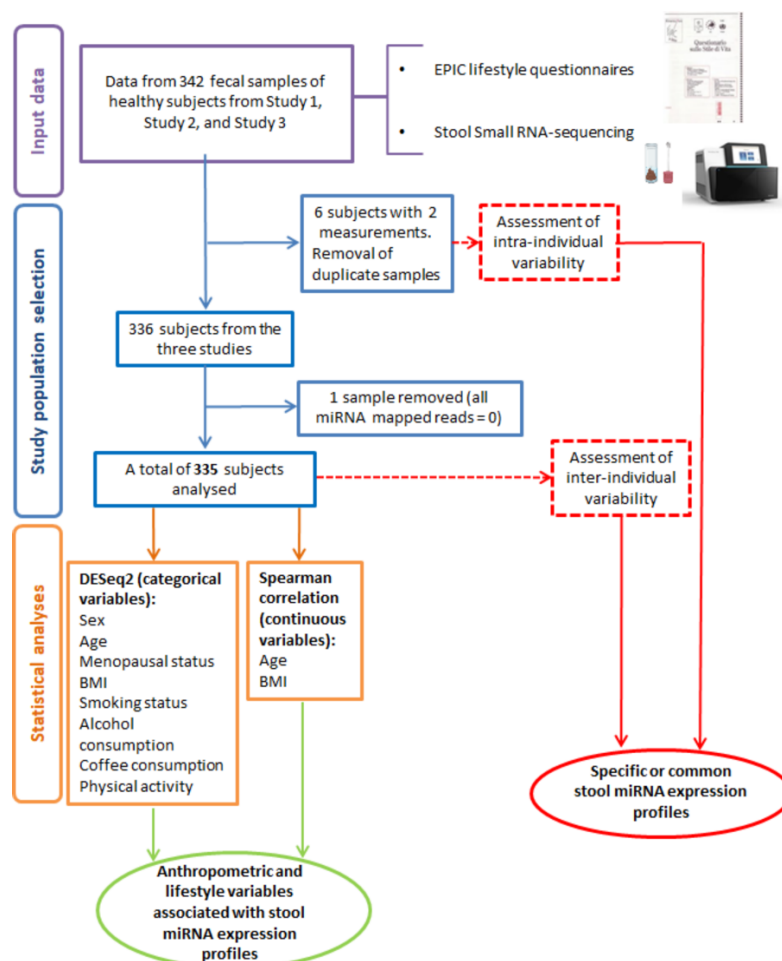 Input data
Data from 342 fecal samples of
healthy subjects from Study 1,
Study 2, and Study 3
• EPIC lifestyle questionnaires
• Stool Small RNA-sequencing
Questionario
sullo Stile di Vita
Study population selection
6 subjects with 2
measurements.
Removal of
duplicate samples
Assessment of
intra-individual
variability
336 subjects from the
three studies
1 sample removed (all
miRNA mapped reads = 0)
A total of 335 subjects
analysed
Assessment of
inter-individual
variability
Statistical analyses
DESeq2 (categorical
variables):
Sex
Age
Menopausal status
BMI
Smoking status
Alcohol
consumption
Coffee consumption
Physical activity
Spearman
correlation
(continuous
variables):
Age
BMI
Specific or common
stool miRNA expression
profiles
Anthropometric and
lifestyle variables
associated with stool
miRNA expression
profiles